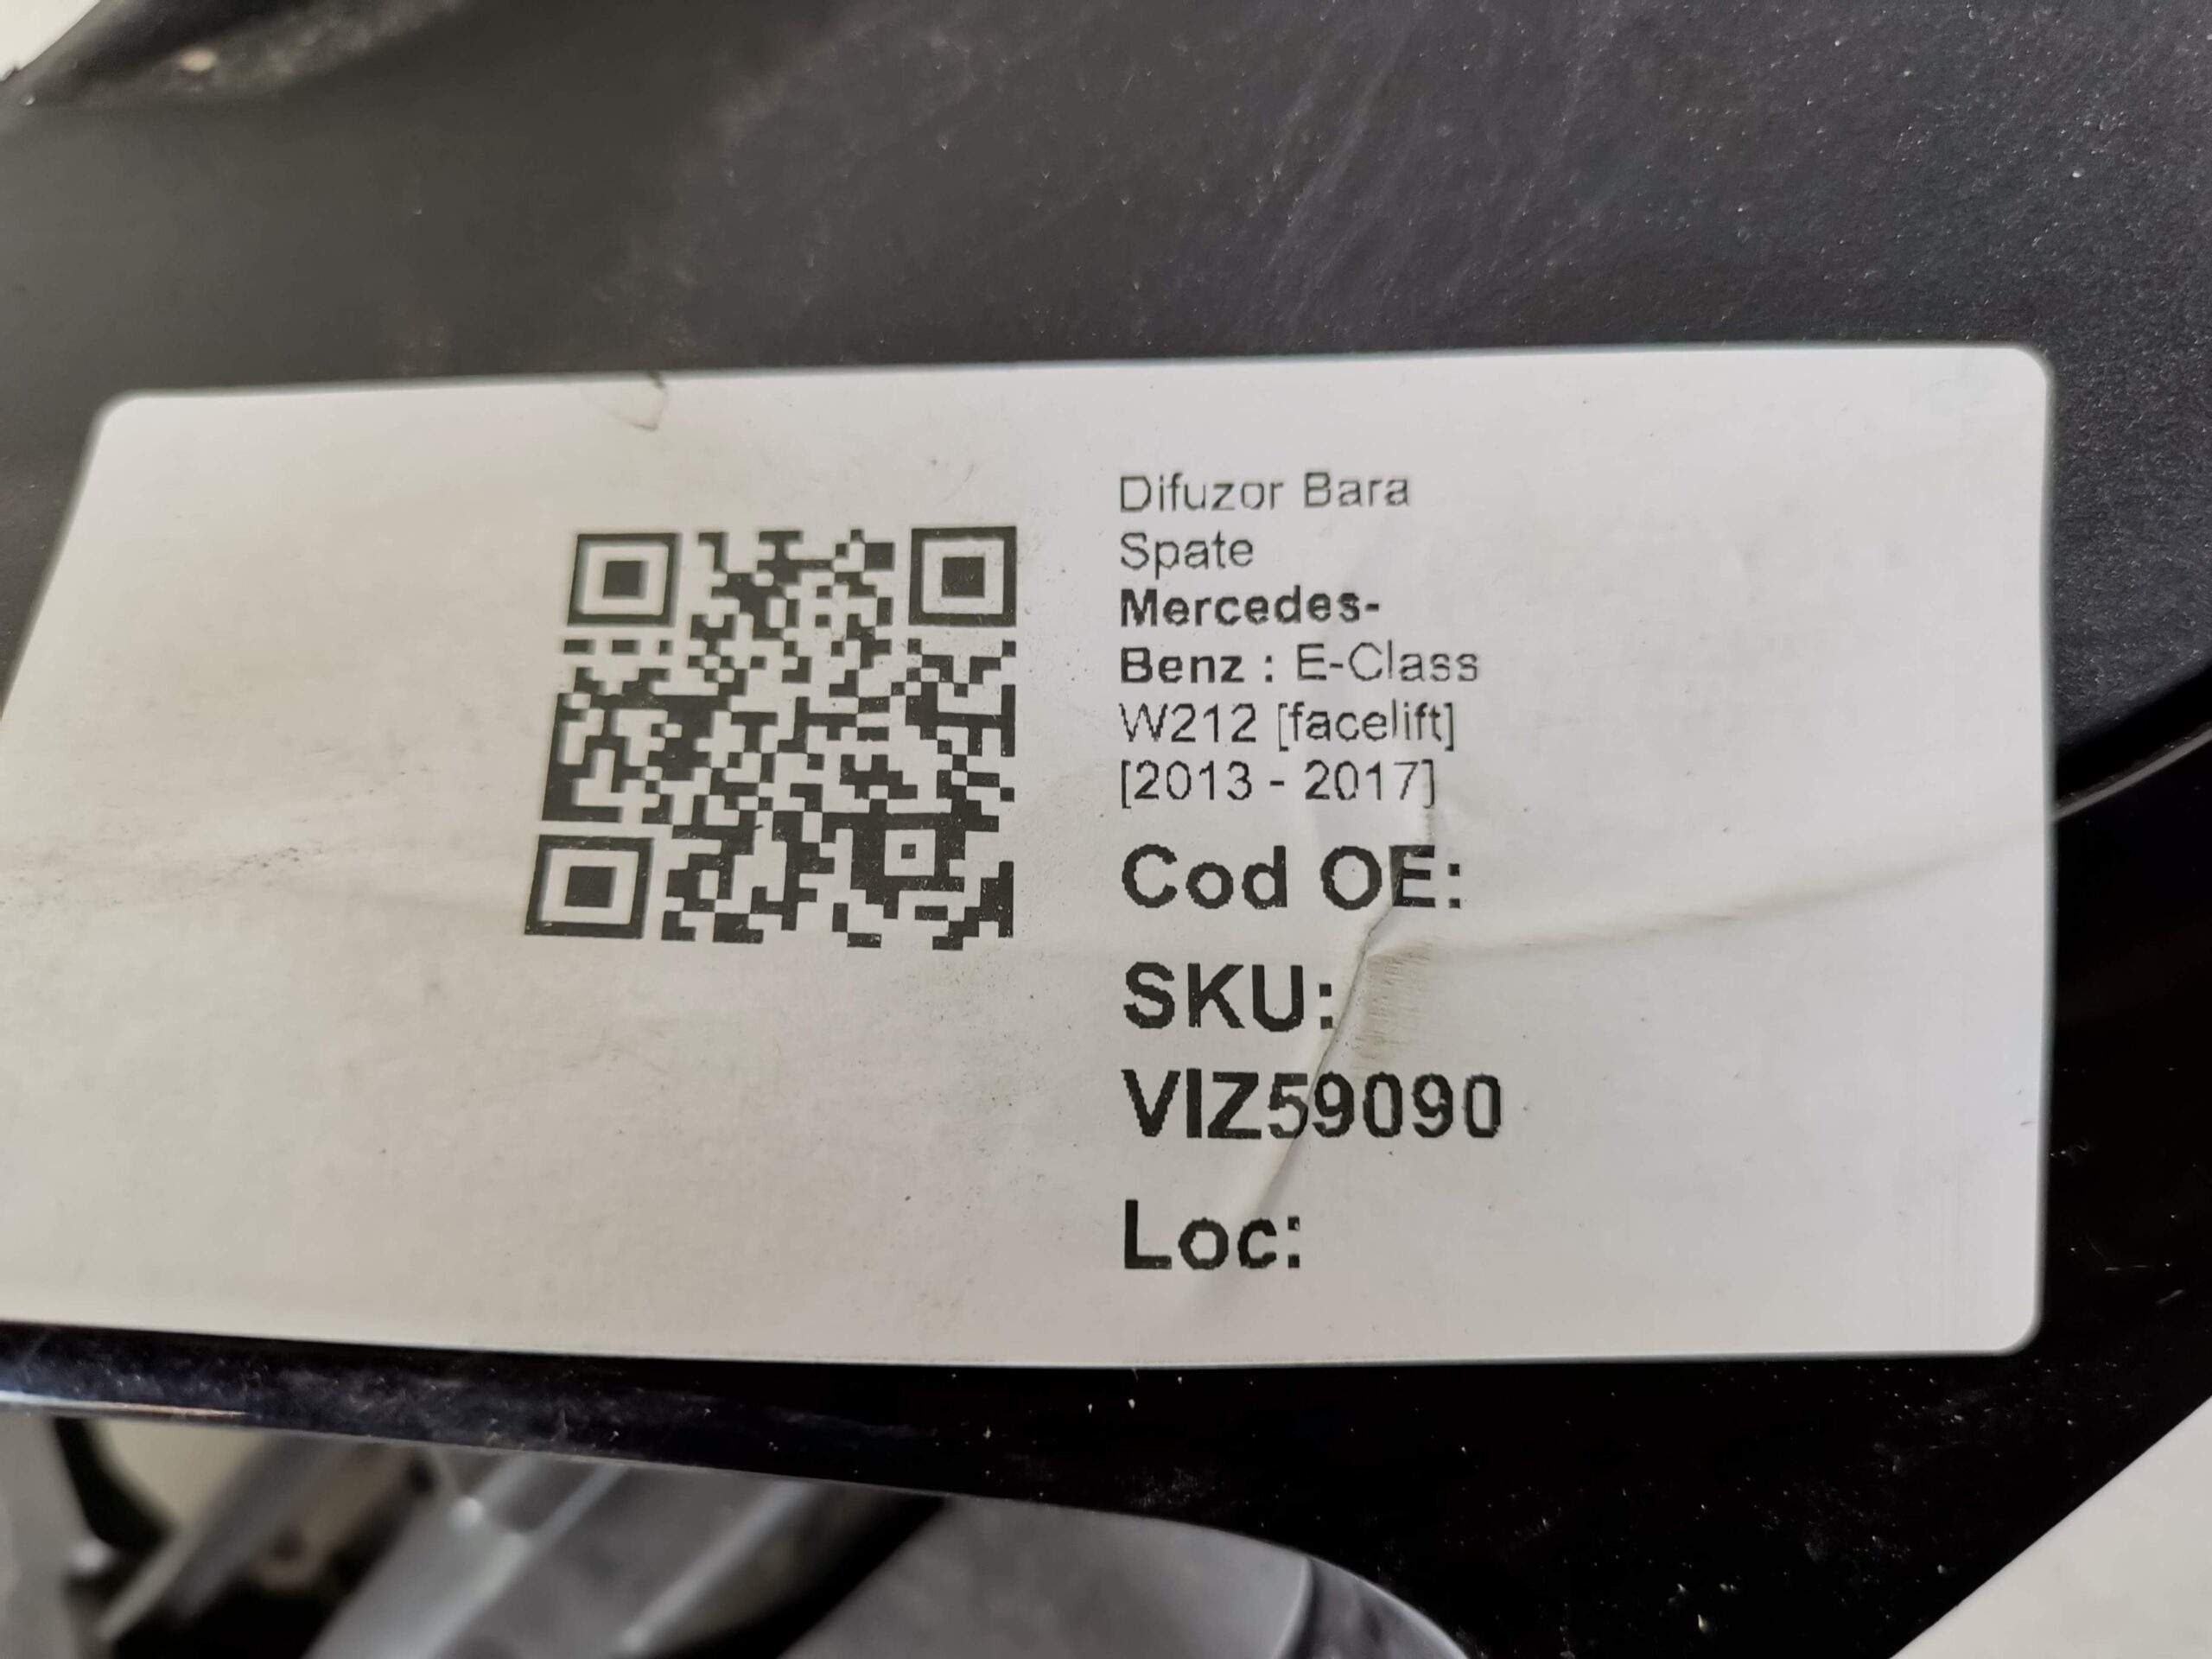 Difuzor Bara
Spate
Mercedes-
Benz : E-Class
W212 [facelift]
[2013 - 2017]
Cod OE:
SKU:
VIZ59090
Loc: